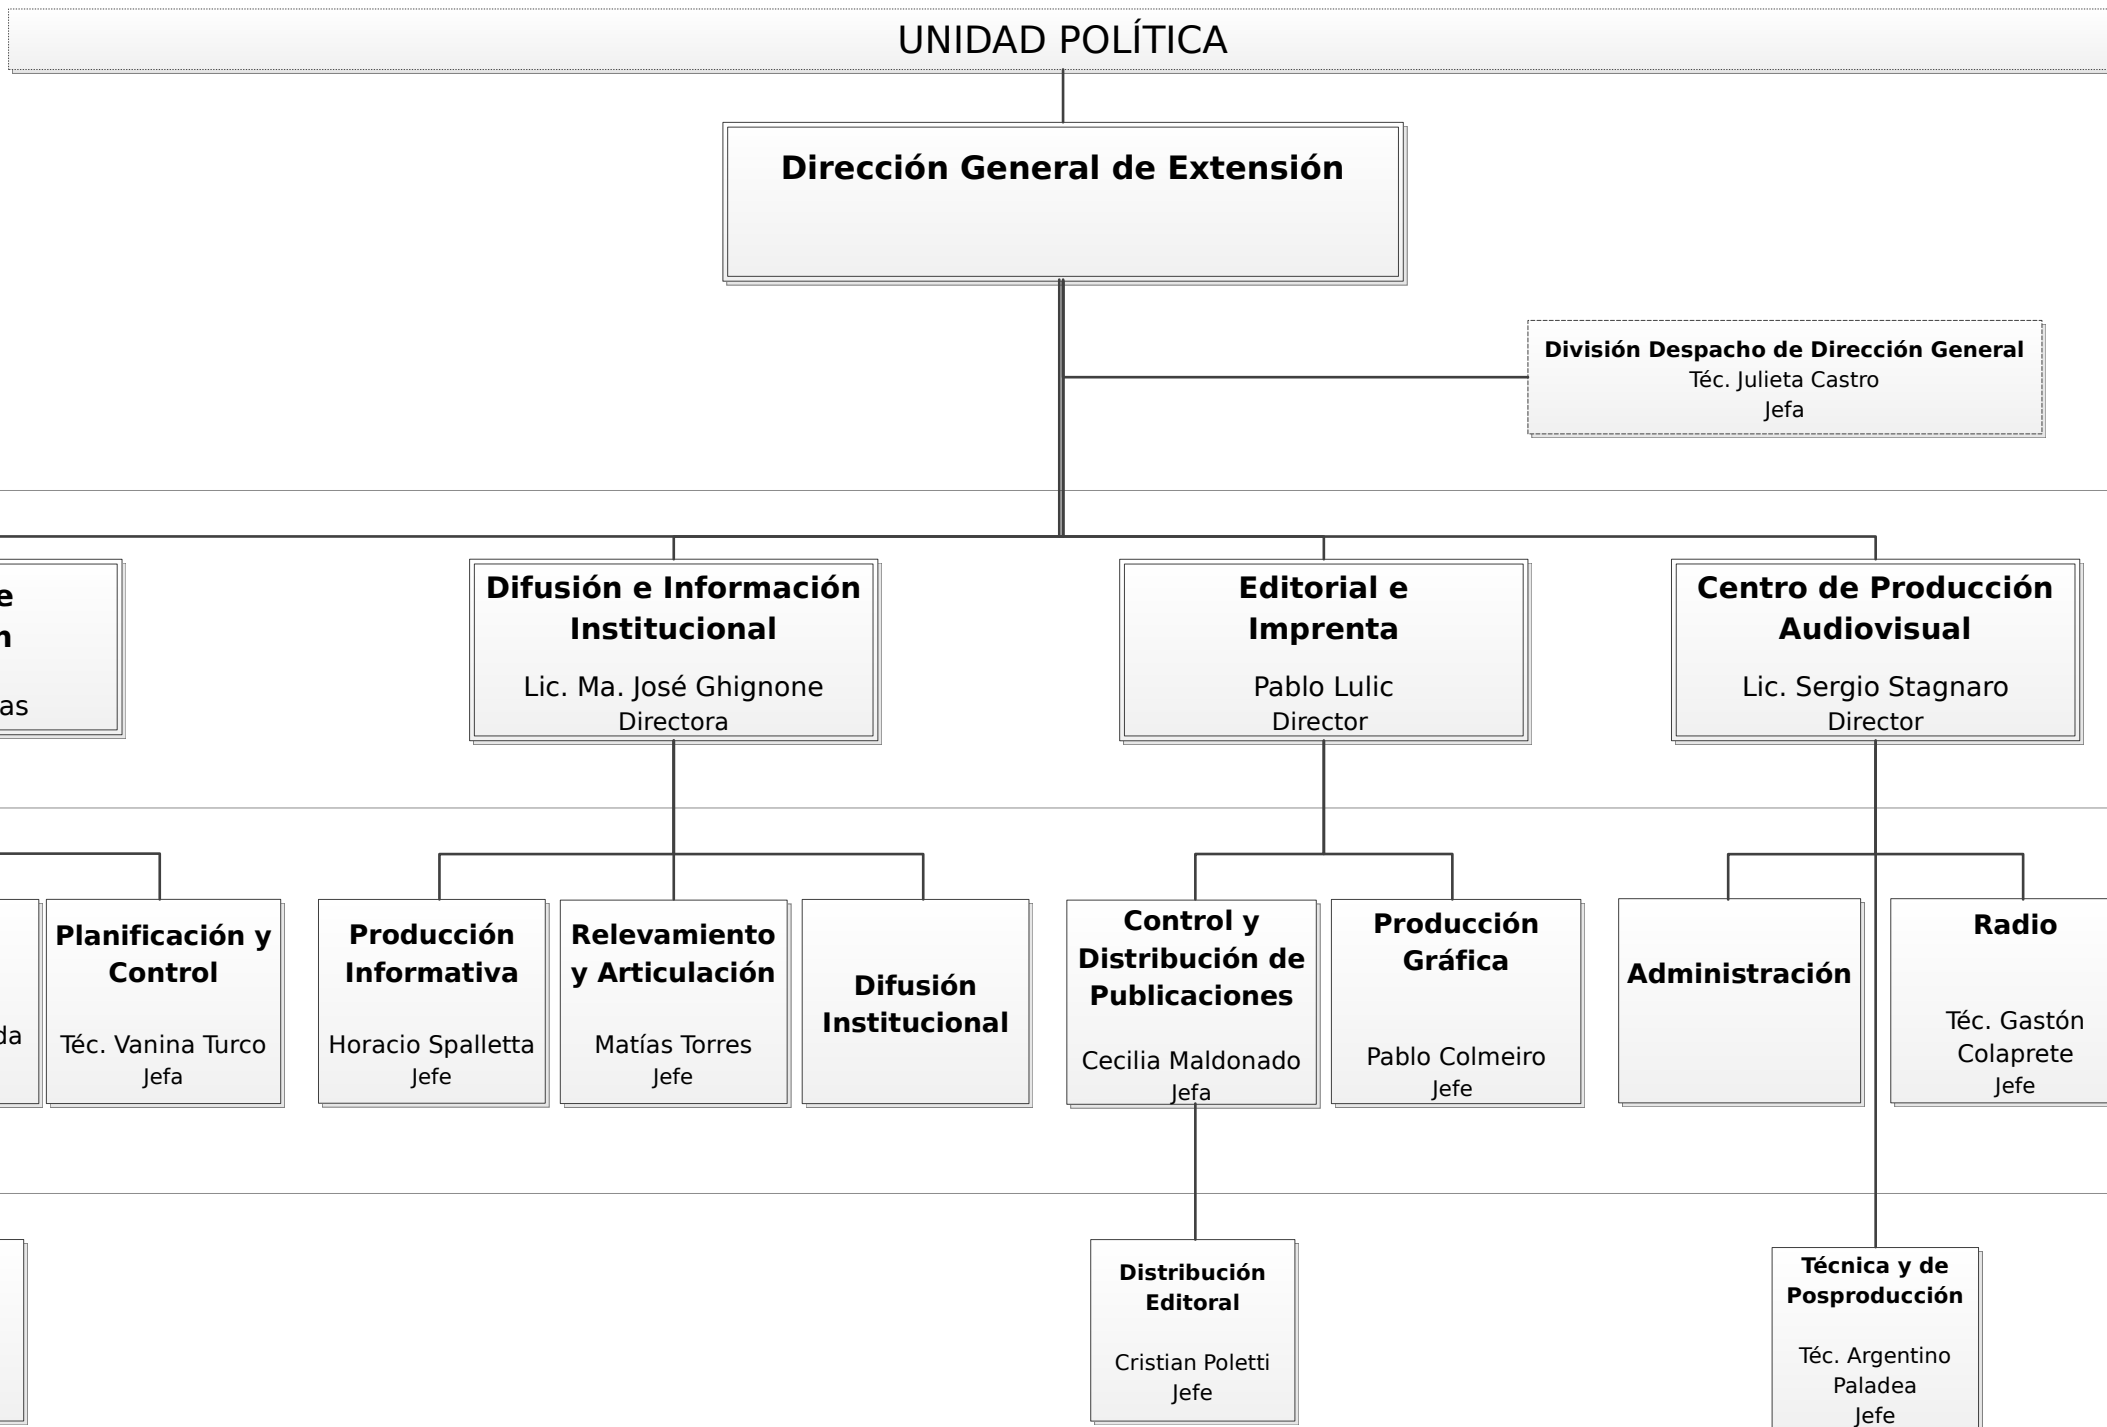 UNIDAD POLÍTICA
Dirección General de Extensión
División Despacho de Dirección General
Téc. Julieta Castro
Jefa
e
n
as
Difusión e Información
Institucional
Lic. Ma. José Ghignone
Directora
Editorial e
Imprenta
Pablo Lulic
Director
Centro de Producción
Audiovisual
Lic. Sergio Stagnaro
Director
da
Planificación y
Control
Téc. Vanina Turco
Jefa
Producción
Informativa
Horacio Spalletta
Jefe
Relevamiento
y Articulación
Matías Torres
Jefe
Difusión
Institucional
Control y
Distribución de
Publicaciones
Cecilia Maldonado
Jefa
Producción
Gráfica
Pablo Colmeiro
Jefe
Administración
Radio
Téc. Gastón
Colaprete
Jefe
Distribución
Editoral
Cristian Poletti
Jefe
Técnica y de
Posproducción
Téc. Argentino
Paladea
Jefe